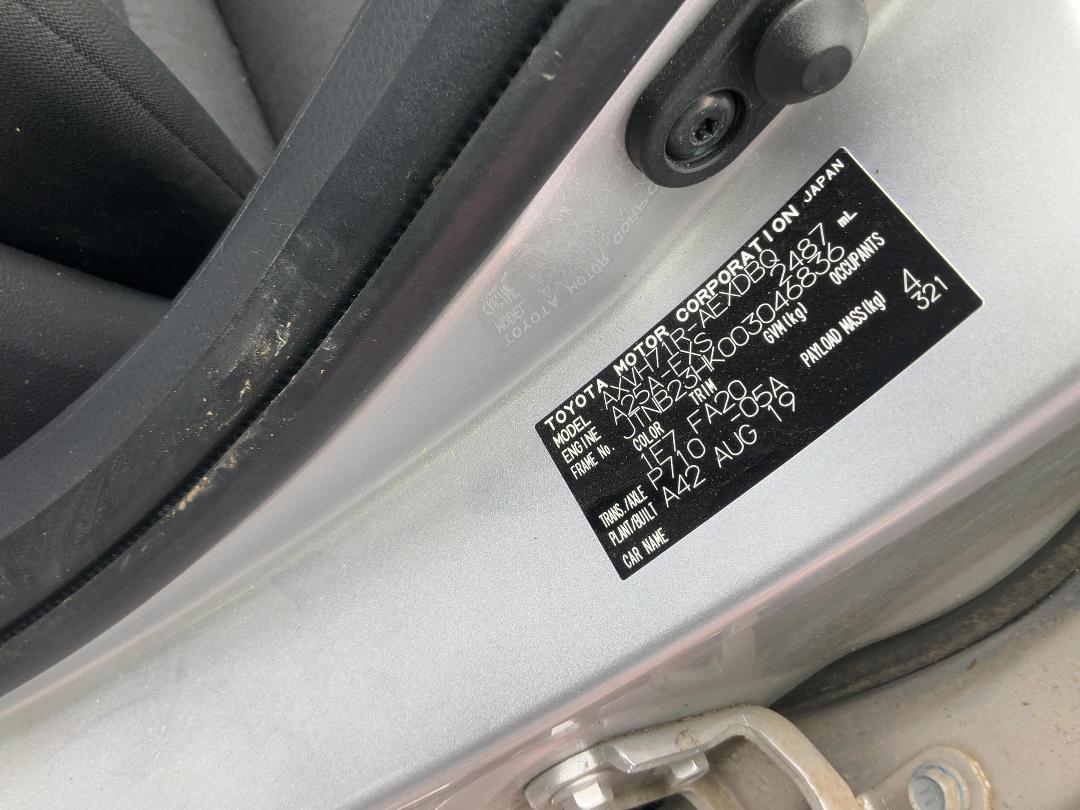 TOYOTA MOTOR CORPORATION JAPAN
MODEL AXVH71R-AEXDBQ
ENGINE A25A-FXS 2487 mL
FRAME No. JTNB23HK003046836
COLOR TRIM GVM(kg) OCCUPANTS
1F7 FA20 4
PAYLOAD MASS(kg) 321
TRANS./AXLE P710 -05A
PLANT/BUILT A42 AUG 19
CAR NAME